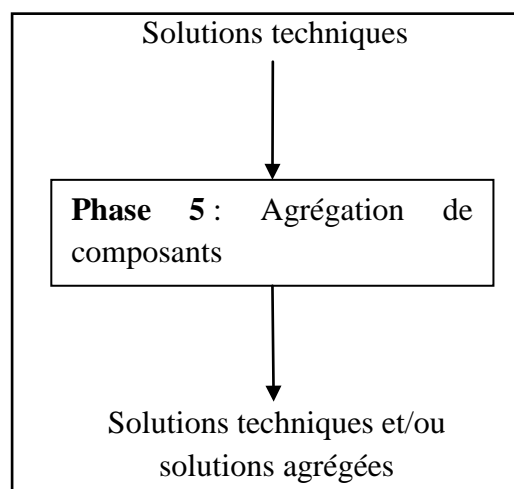 Solutions techniques
Phase 5 : Agrégation de
composants
Solutions techniques et/ou
solutions agrégées